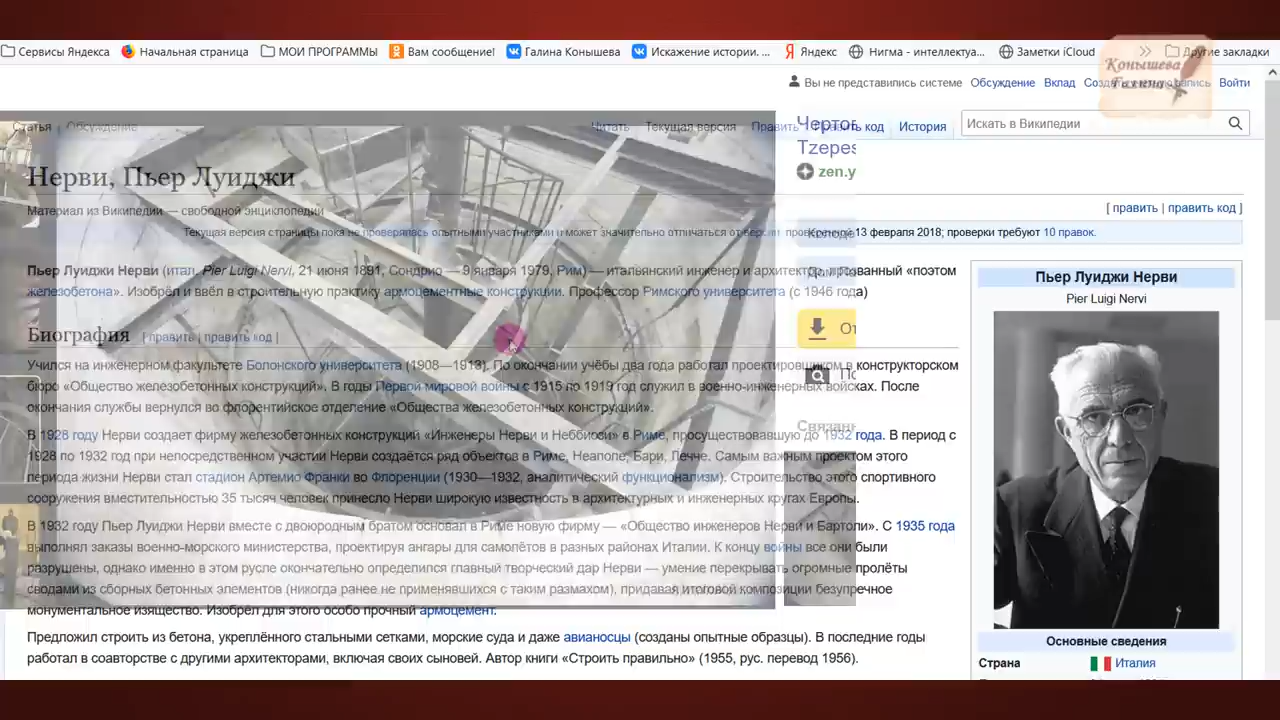 Сервисы Яндекса Начальная страница МОИ ПРОГРАММЫ Вам сообщение! Галина Конышева Искажение истории. ... Яндекс Нигма - интеллектуа... Заметки iCloud Другие закладки
Конышева
Галина
Вы не представились системе Обсуждение Вклад Создать учётную запись Войти
Статья Обсуждение Читать Текущая версия Править Править код История Искать в Википедии
Чертог
Tzepes
zen.y
Нерви, Пьер Луиджи
Материал из Википедии — свободной энциклопедии
[ править | править код ]
Текущая версия страницы пока не проверялась опытными участниками и может значительно отличаться от версии, 13 февраля 2018; проверки требуют 10 правок.
Пьер Луиджи Нерви (итал. Pier Luigi Nervi, 21 июня 1891, Сондрио — 9 января 1979, Рим) — итальянский инженер и архитектор, прозванный «поэтом
железобетона». Изобрёл и ввёл в строительную практику армоцементные конструкции. Профессор Римского университета (с 1946 года)
От
Биография [ править | править код ]
По
Учился на инженерном факультете Болонского университета (1908—1913). По окончании учёбы два года работал проектировщиком в конструкторском
бюро «Общество железобетонных конструкций». В годы Первой мировой войны с 1915 по 1919 год служил в военно-инженерных войсках. После
окончания службы вернулся во флорентийское отделение «Общества железобетонных конструкций».
Связан
В 1928 году Нерви создает фирму железобетонных конструкций «Инженеры Нерви и Неббиоси» в Риме, просуществовавшую до 1932 года. В период с
1928 по 1932 год при непосредственном участии Нерви создаётся ряд объектов в Риме, Неаполе, Бари, Лечче. Самым важным проектом этого
периода жизни Нерви стал стадион Артемио Франки во Флоренции (1930—1932, аналитический функционализм). Строительство этого спортивного
сооружения вместительностью 35 тысяч человек принесло Нерви широкую известность в архитектурных и инженерных кругах Европы.
В 1932 году Пьер Луиджи Нерви вместе с двоюродным братом основал в Риме новую фирму — «Общество инженеров Нерви и Бартоли». С 1935 года
выполнял заказы военно-морского министерства, проектируя ангары для самолётов в разных районах Италии. К концу войны все они были
разрушены, однако именно в этом русле окончательно определился главный творческий дар Нерви — умение перекрывать огромные пролёты
сводами из сборных бетонных элементов (никогда ранее не применявшихся с таким размахом), придавая итоговой композиции безупречное
монументальное изящество. Изобрёл для этого особо прочный армоцемент.
Предложил строить из бетона, укреплённого стальными сетками, морские суда и даже авианосцы (созданы опытные образцы). В последние годы
работал в соавторстве с другими архитекторами, включая своих сыновей. Автор книги «Строить правильно» (1955, рус. перевод 1956).
Пьер Луиджи Нерви
Pier Luigi Nervi
Основные сведения
Страна Италия